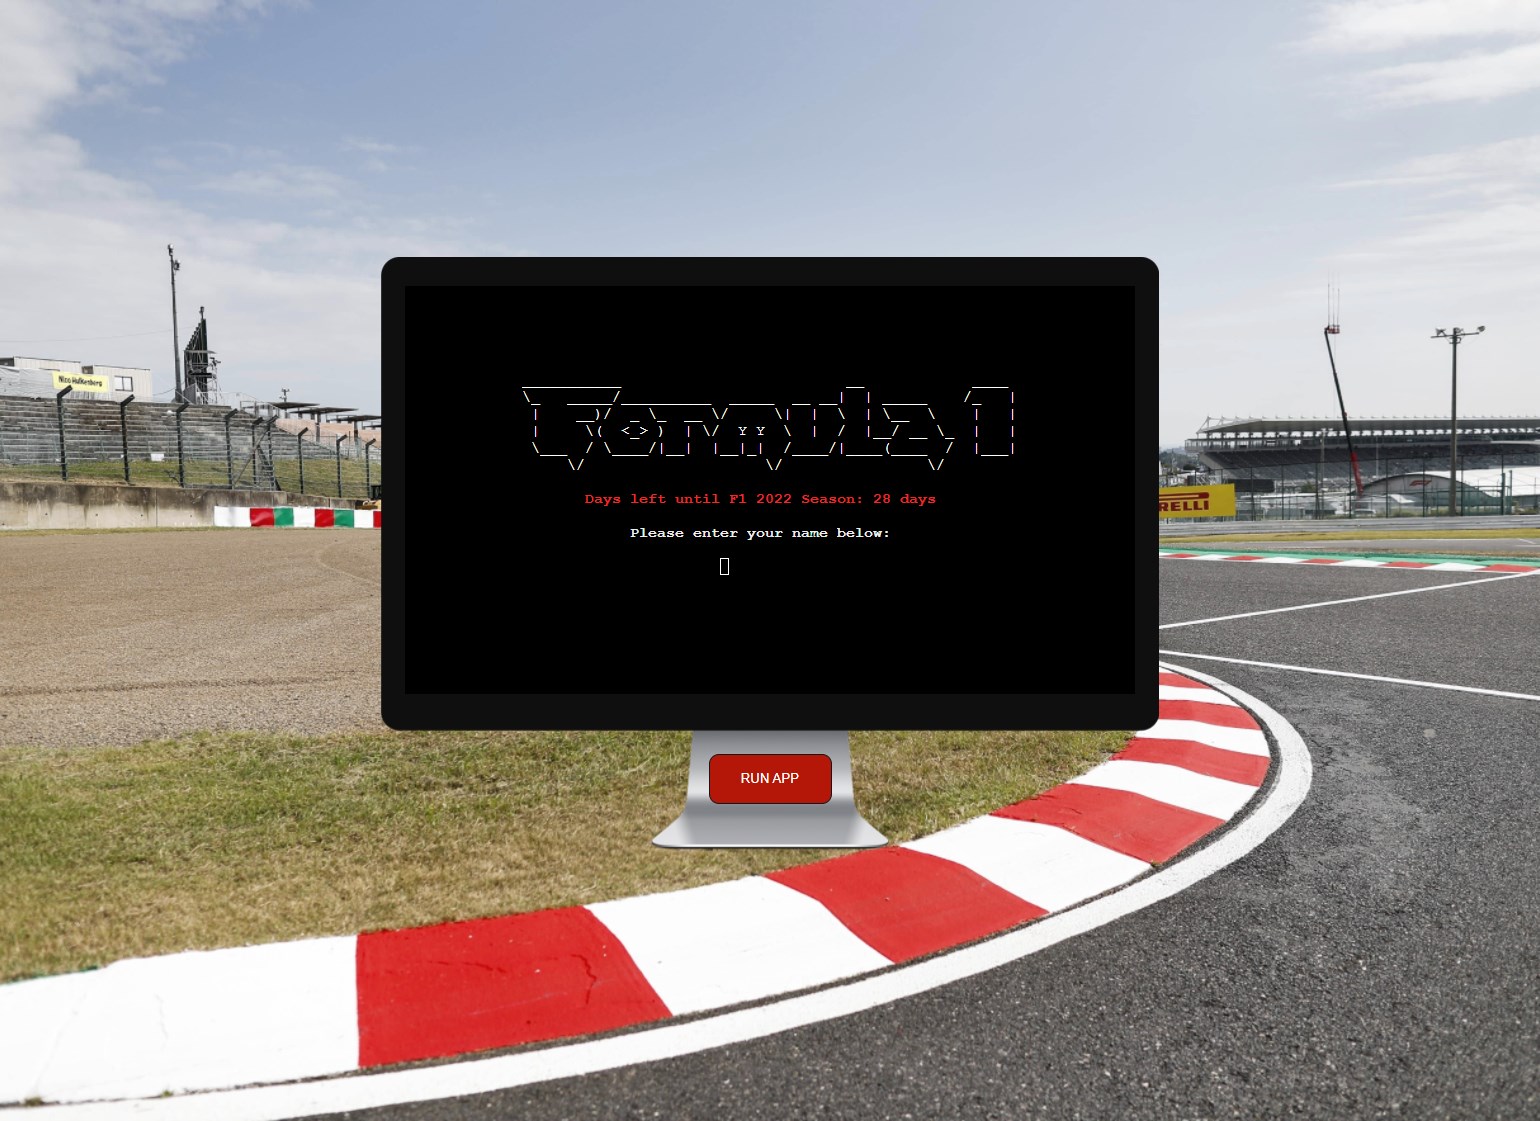 Nico Hulkenberg
Formula 1
Days left until F1 2022 Season: 28 days
Please enter your name below:
RELLI
RUN APP